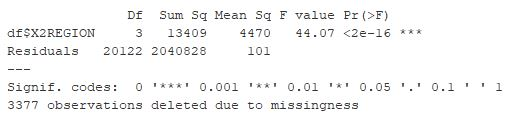 Df Sum Sq Mean Sq F value Pr(>F)
df$X2REGION 3 13409 4470 44.07 <2e-16 ***
Residuals 20122 2040828 101
---
Signif. codes: 0 '***' 0.001 '**' 0.01 '*' 0.05 '.' 0.1 ' ' 1
3377 observations deleted due to missingness